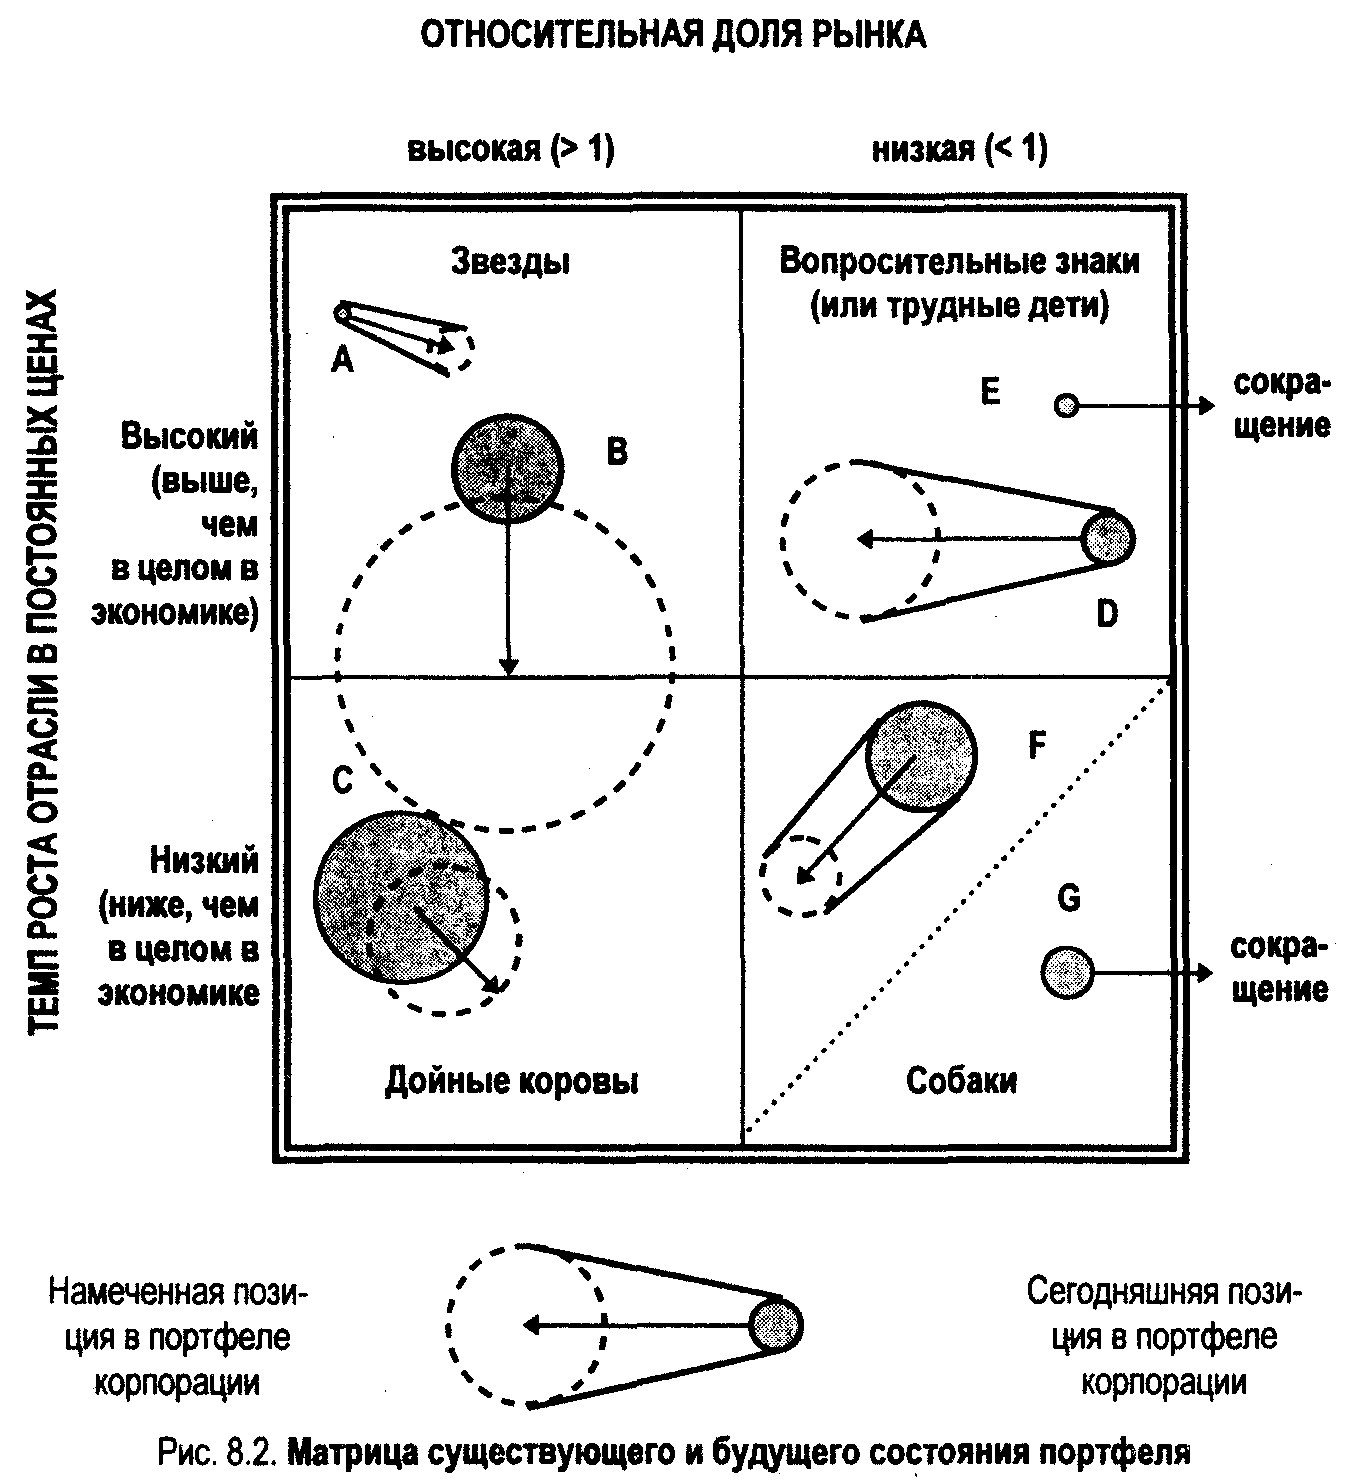 ОТНОСИТЕЛЬНАЯ ДОЛЯ РЫНКА
высокая (> 1)
низкая (< 1)
ТЕМП РОСТА ОТРАСЛИ В ПОСТОЯННЫХ ЦЕНАХ
Звезды
Вопросительные знаки
(или трудные дети)
A
E
сокра-
щение
Высокий
(выше,
чем
в целом в
экономике)
B
D
F
C
Низкий
(ниже, чем
в целом в
экономике
G
сокра-
щение
Дойные коровы
Собаки
Намеченная пози-
ция в портфеле
корпорации
Сегодняшняя пози-
ция в портфеле
корпорации
Рис. 8.2. Матрица существующего и будущего состояния портфеля